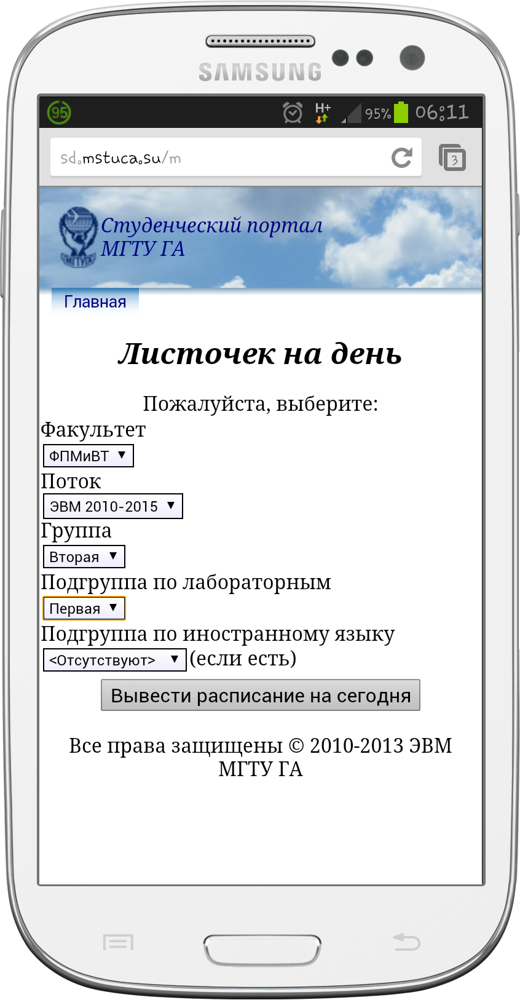 SAMSUNG
95 H+ 95% 06:11
sd.mstuca.su/m 3
Студенческий портал
МГТУ ГА
МГТУГА
Главная
Листочек на день
Пожалуйста, выберите:
Факультет
ФПМиВТ ▼
Поток
ЭВМ 2010-2015 ▼
Группа
Вторая ▼
Подгруппа по лабораторным
Первая ▼
Подгруппа по иностранному языку
<Отсутствуют> ▼ (если есть)
Вывести расписание на сегодня
Все права защищены © 2010-2013 ЭВМ
МГТУ ГА